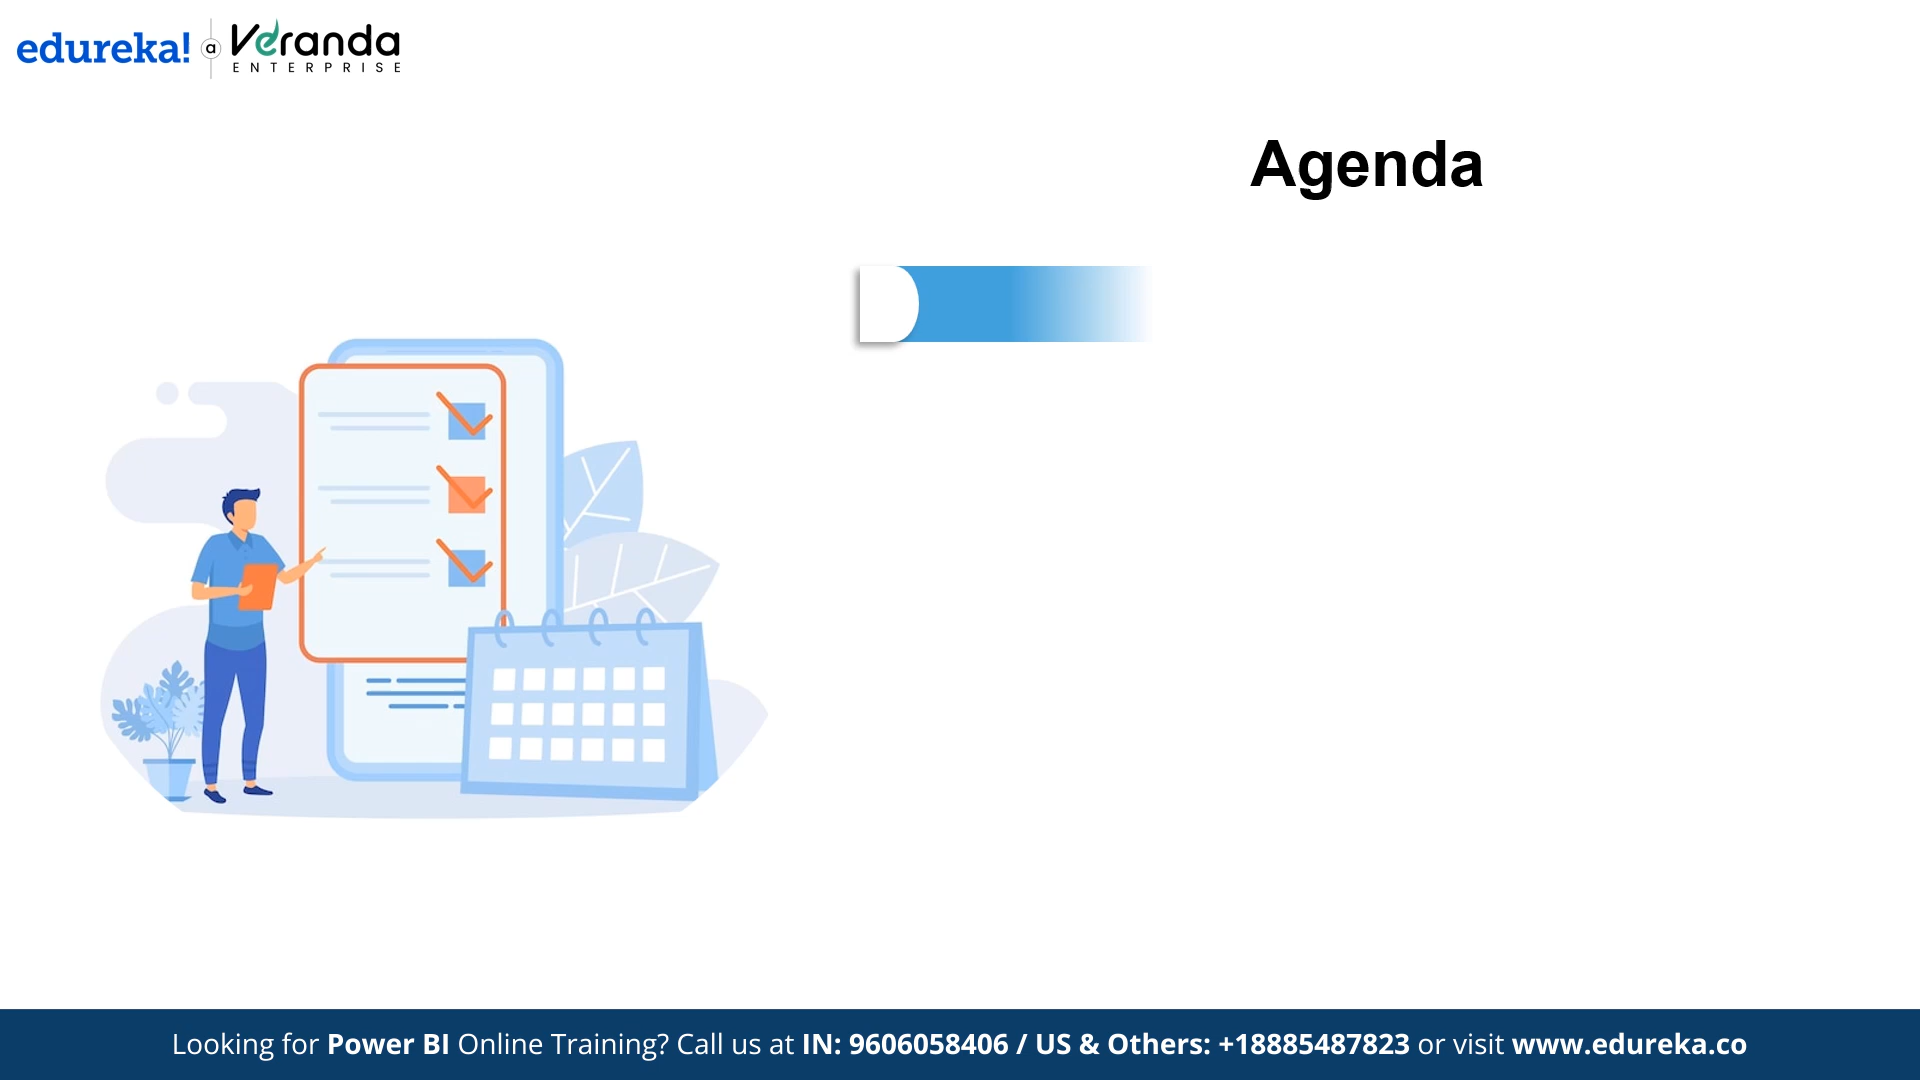 edureka! a Veranda
ENTERPRISE
Agenda
Looking for Power BI Online Training? Call us at IN: 9606058406 / US & Others: +18885487823 or visit www.edureka.co